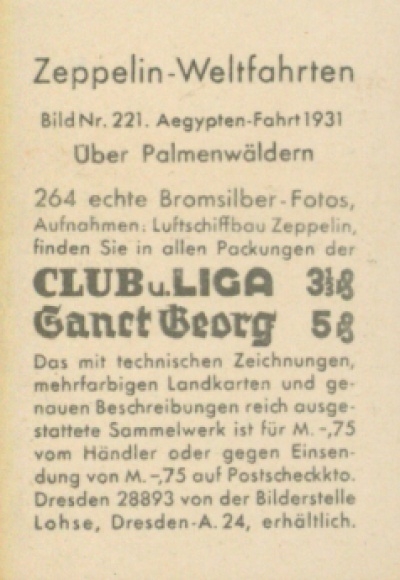 Zeppelin-Weltfahrten
Bild Nr. 221. Aegypten-Fahrt 1931
Über Palmenwäldern
264 echte Bromsilber-Fotos,
Aufnahmen: Luftschiffbau Zeppelin,
finden Sie in allen Packungen der
CLUB u. LIGA 3⅓ ₰
Sanct Georg 5 ₰
Das mit technischen Zeichnungen,
mehrfarbigen Landkarten und ge-
nauen Beschreibungen reich ausge-
stattete Sammelwerk ist für M. -,75
vom Händler oder gegen Einsen-
dung von M. -,75 auf Postscheckkto.
Dresden 28893 von der Bilderstelle
Lohse, Dresden-A. 24, erhältlich.